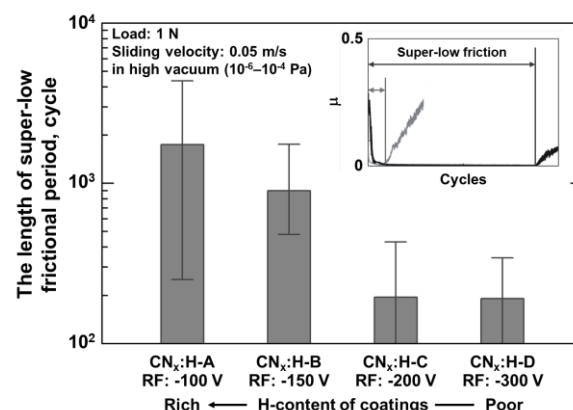 10⁴
Load: 1 N
Sliding velocity: 0.05 m/s
in high vacuum (10⁻⁶–10⁻⁴ Pa)
0.5
Super-low friction
μ
0
Cycles
The length of super-low
frictional period, cycle
10³
10²
CNₓ:H-A CNₓ:H-B CNₓ:H-C CNₓ:H-D
RF: -100 V RF: -150 V RF: -200 V RF: -300 V
Rich ← H-content of coatings — Poor